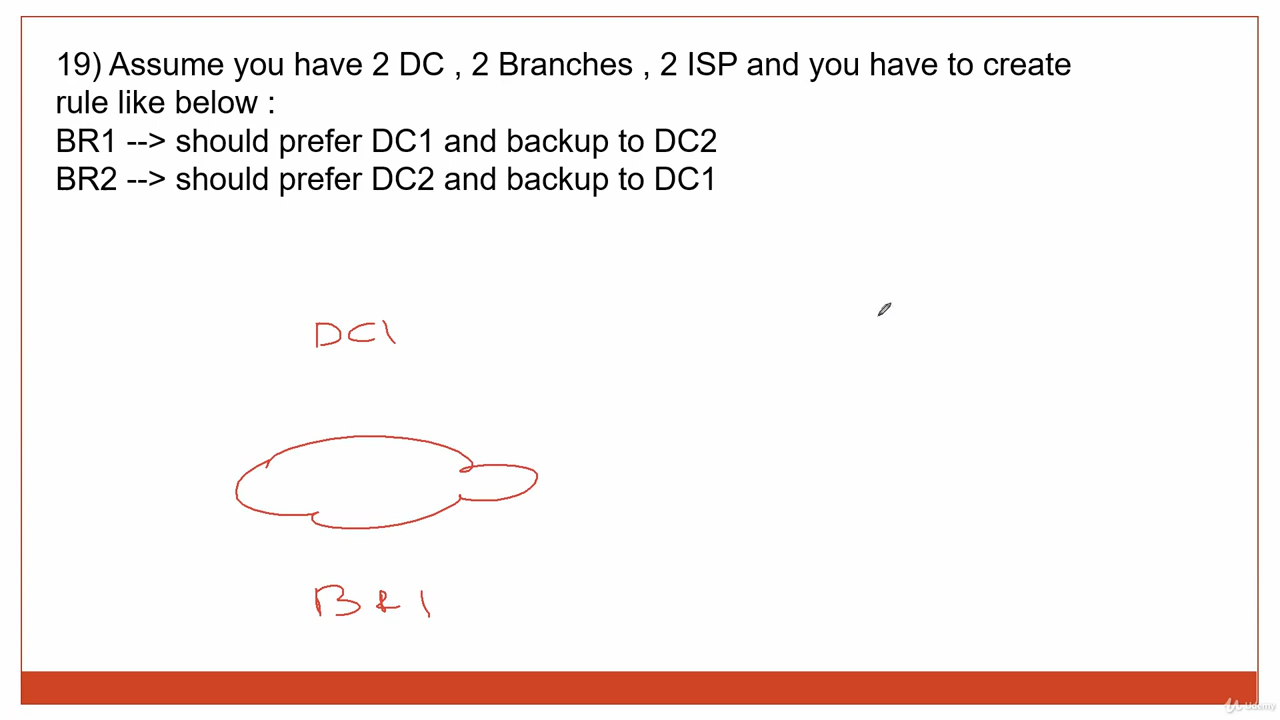 19) Assume you have 2 DC , 2 Branches , 2 ISP and you have to create
rule like below :
BR1 --> should prefer DC1 and backup to DC2
BR2 --> should prefer DC2 and backup to DC1
DC1
BR1
Udemy